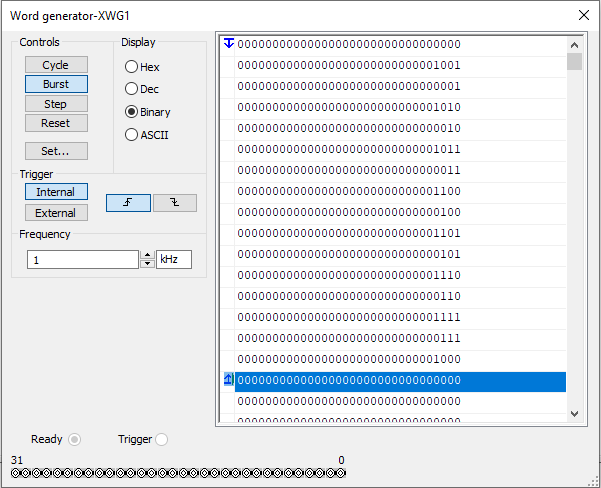 Word generator-XWG1
Controls
Cycle
Burst
Step
Reset
Set...
Display
Hex
Dec
Binary
ASCII
Trigger
Internal
External
Frequency
1
kHz
00000000000000000000000000000000
00000000000000000000000000001001
00000000000000000000000000000001
00000000000000000000000000001010
00000000000000000000000000000010
00000000000000000000000000001011
00000000000000000000000000000011
00000000000000000000000000001100
00000000000000000000000000000100
00000000000000000000000000001101
00000000000000000000000000000101
00000000000000000000000000001110
00000000000000000000000000000110
00000000000000000000000000001111
00000000000000000000000000000111
00000000000000000000000000001000
00000000000000000000000000000000
00000000000000000000000000000000
Ready Trigger
31 0